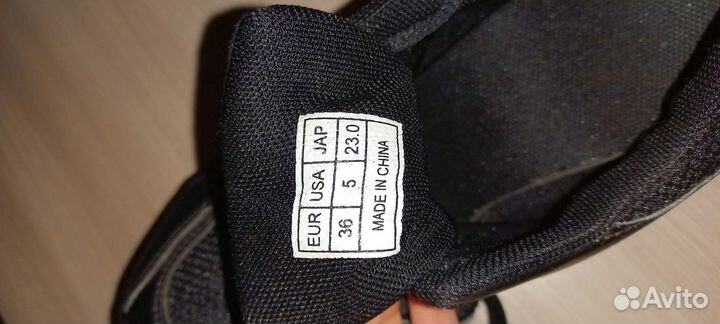 EUR USA JAP
36 5 23.0
MADE IN CHINA
Avito